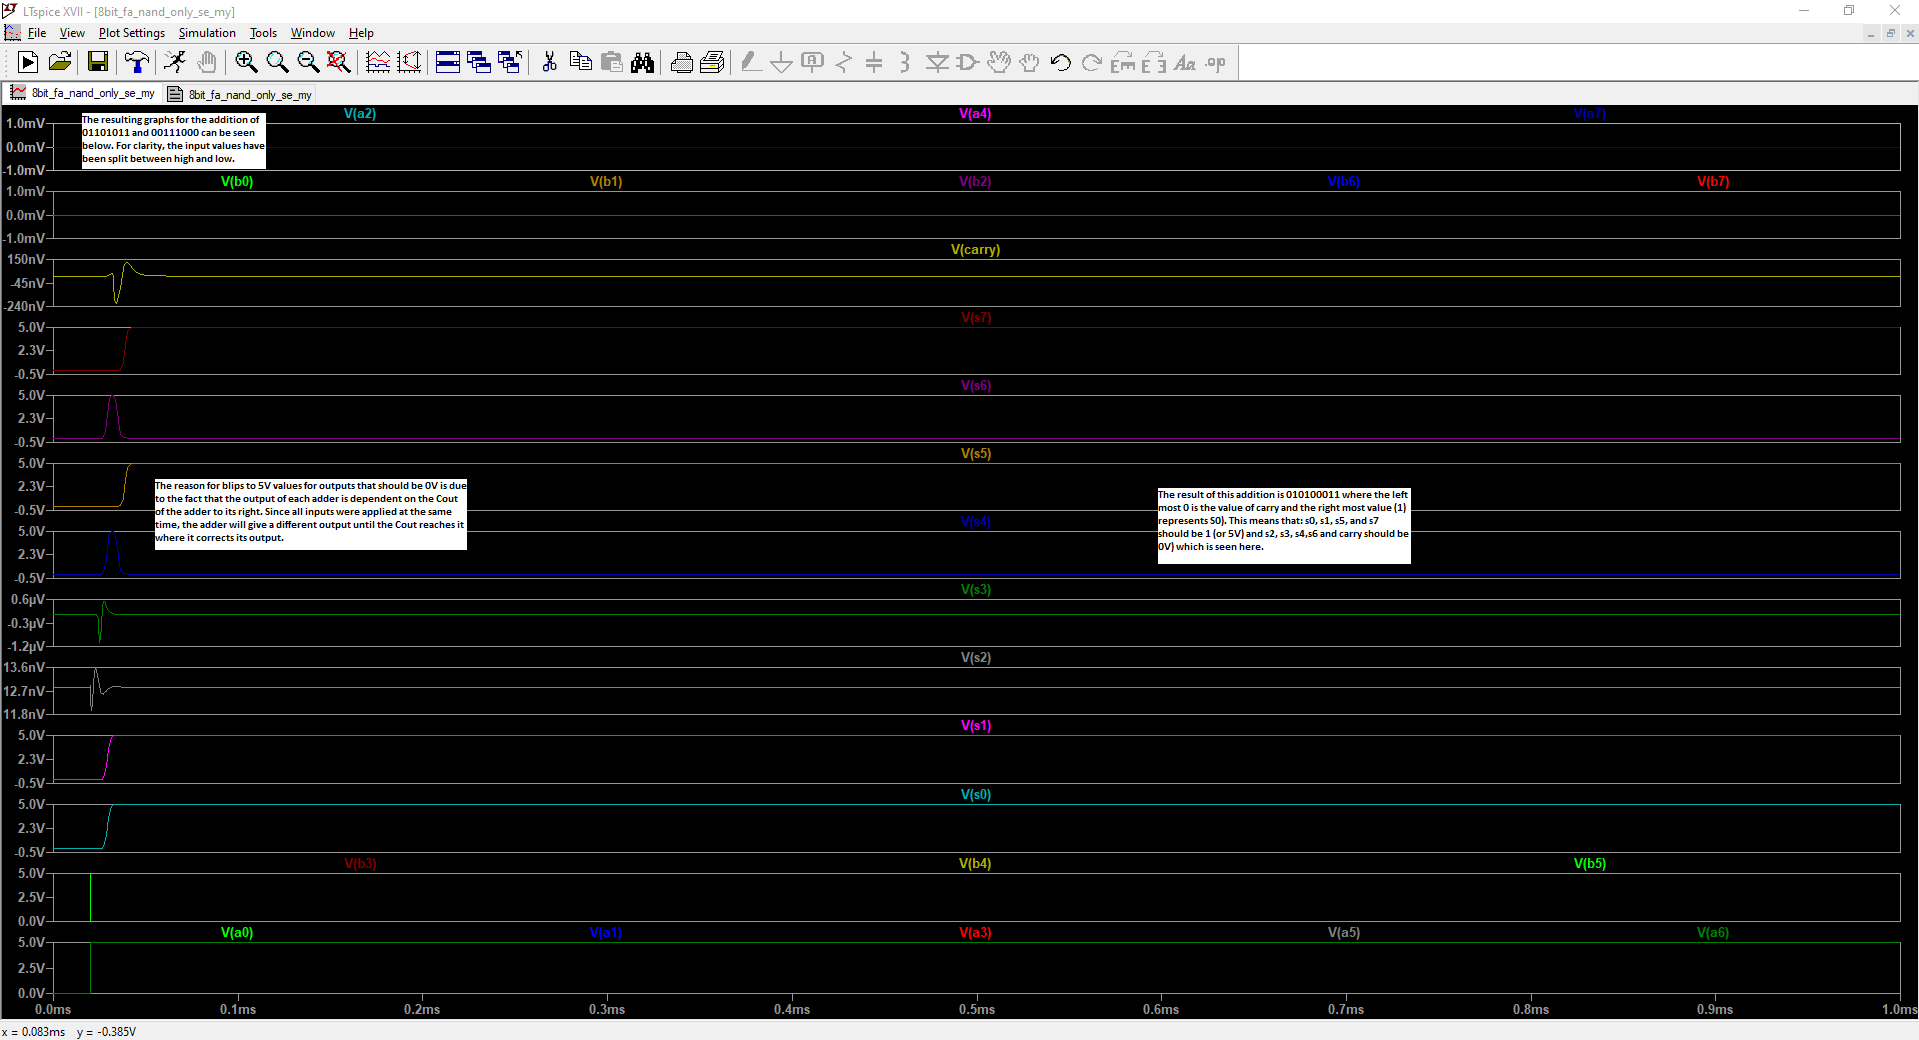 LTspice XVII - [8bit_fa_nand_only_se_my]
File View Plot Settings Simulation Tools Window Help
8bit_fa_nand_only_se_my 8bit_fa_nand_only_se_my
V(a2) V(a4) V(a7)
1.0mV
0.0mV
-1.0mV
The resulting graphs for the addition of
01101011 and 00111000 can be seen
below. For clarity, the input values have
been split between high and low.
V(b0) V(b1) V(b2) V(b6) V(b7)
1.0mV
0.0mV
-1.0mV
V(carry)
150nV
-45nV
-240nV
V(s7)
5.0V
2.3V
-0.5V
V(s6)
5.0V
2.3V
-0.5V
V(s5)
5.0V
2.3V
-0.5V
The reason for blips to 5V values for outputs that should be 0V is due
to the fact that the output of each adder is dependent on the Cout
of the adder to its right. Since all inputs were applied at the same
time, the adder will give a different output until the Cout reaches it
where it corrects its output.
The result of this addition is 010100011 where the left
most 0 is the value of carry and the right most value (1)
represents S0). This means that: s0, s1, s5, and s7
should be 1 (or 5V) and s2, s3, s4,s6 and carry should be
0V) which is seen here.
V(s4)
5.0V
2.3V
-0.5V
V(s3)
0.6µV
-0.3µV
-1.2µV
V(s2)
13.6nV
12.7nV
11.8nV
V(s1)
5.0V
2.3V
-0.5V
V(s0)
5.0V
2.3V
-0.5V
V(b3) V(b4) V(b5)
5.0V
2.5V
0.0V
V(a0) V(a1) V(a3) V(a5) V(a6)
5.0V
2.5V
0.0V
0.0ms 0.1ms 0.2ms 0.3ms 0.4ms 0.5ms 0.6ms 0.7ms 0.8ms 0.9ms 1.0ms
x = 0.083ms y = -0.385V